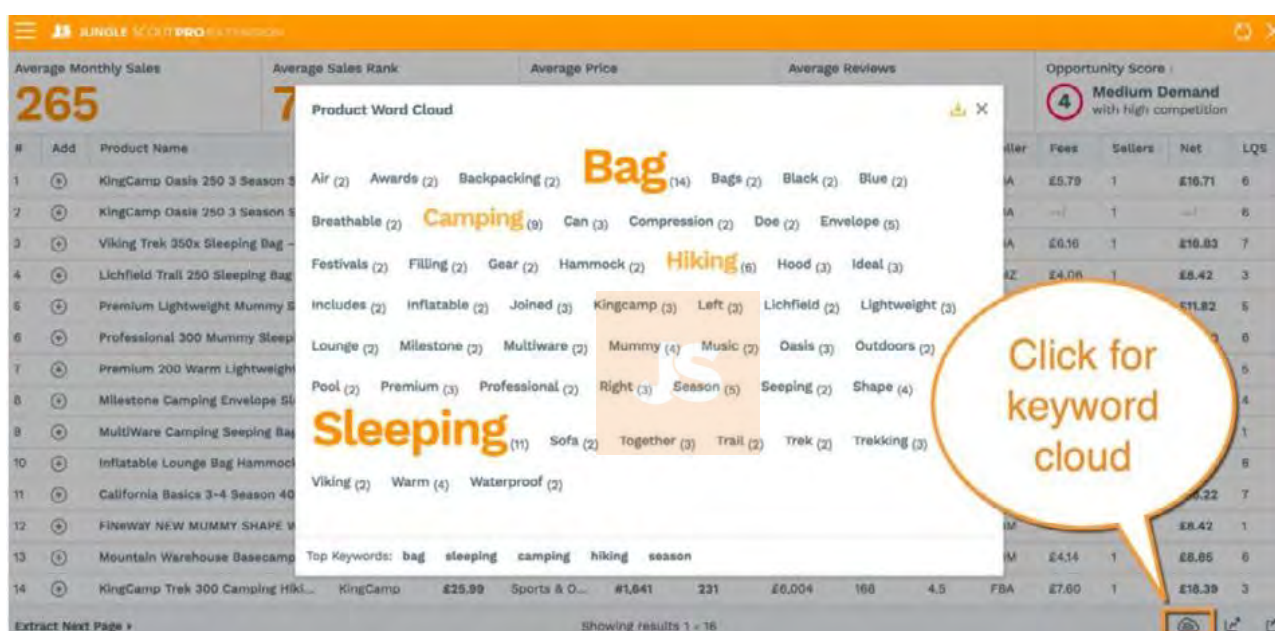 JS JUNGLE SCOUT PRO EXTENSION
Average Monthly Sales Average Sales Rank Average Price Average Reviews Opportunity Score
265 7 4 Medium Demand
with high competition
Product Word Cloud
# Add Product Name Fees Sellers Net LQS
Air (2) Awards (2) Backpacking (2) Bag (14) Bags (2) Black (2) Blue (2)
Breathable (2) Camping (9) Can (3) Compression (2) Doe (2) Envelope (5)
Festivals (2) Filling (2) Gear (2) Hammock (2) Hiking (6) Hood (3) Ideal (3)
Includes (2) Inflatable (2) Joined (3) Kingcamp (3) Left (3) Lichfield (2) Lightweight (3)
Lounge (2) Milestone (2) Multiware (2) Mummy (4) Music (2) Oasis (3) Outdoors (2)
Pool (2) Premium (3) Professional (2) Right (3) Season (5) Seeping (2) Shape (4)
Sleeping (11) Sofa (2) Together (3) Trail (2) Trek (2) Trekking (3)
Viking (2) Warm (4) Waterproof (2)
Top Keywords: bag sleeping camping hiking season
JS
1 KingCamp Oasis 250 3 Season £5.79 1 £16.71 6
2 KingCamp Oasis 250 3 Season 1 6
3 Viking Trek 350x Sleeping Bag – £6.16 1 £18.83 7
4 Lichfield Trail 250 Sleeping Bag £4.06 1 £8.42 3
5 Premium Lightweight Mummy £11.82 5
6 Professional 300 Mummy 6
7 Premium 200 Warm 5
8 Milestone Camping Envelope 4
9 MultiWare Camping Seeping Bag 1
10 Inflatable Lounge Bag 6
11 California Basics 3-4 Season 40 7
12 FiNeWaY NEW MUMMY SHAPE £8.42 1
13 Mountain Warehouse Basecamp £4.14 1 £8.65 6
14 KingCamp Trek 300 Camping Hiki... KingCamp £25.99 Sports & O... #1,641 231 £6,004 168 4.5 FBA £7.60 1 £18.39 3
Click for
keyword
cloud
Extract Next Page Showing results 1 - 16